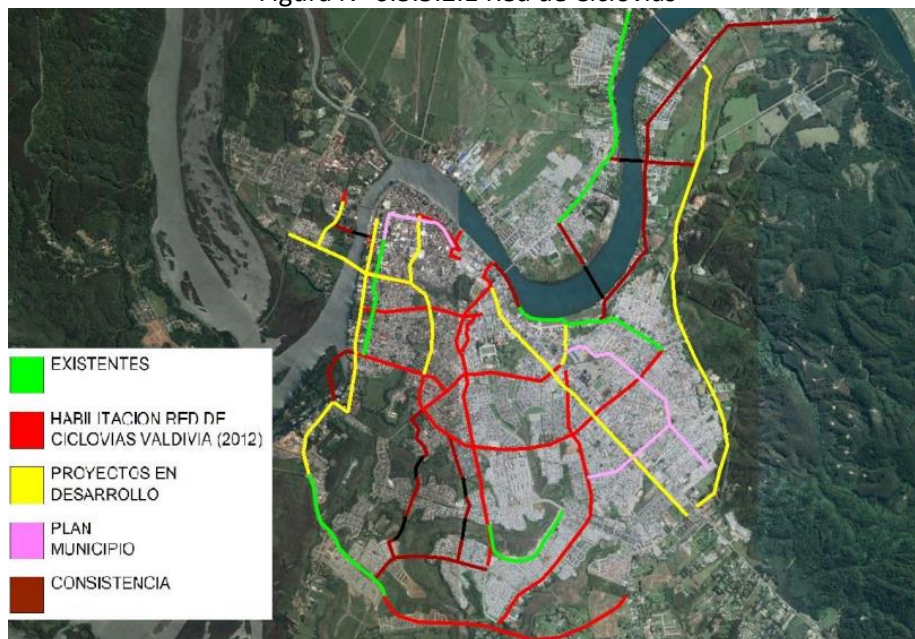 EXISTENTES
HABILITACION RED DE
CICLOVIAS VALDIVIA (2012)
PROYECTOS EN
DESARROLLO
PLAN
MUNICIPIO
CONSISTENCIA